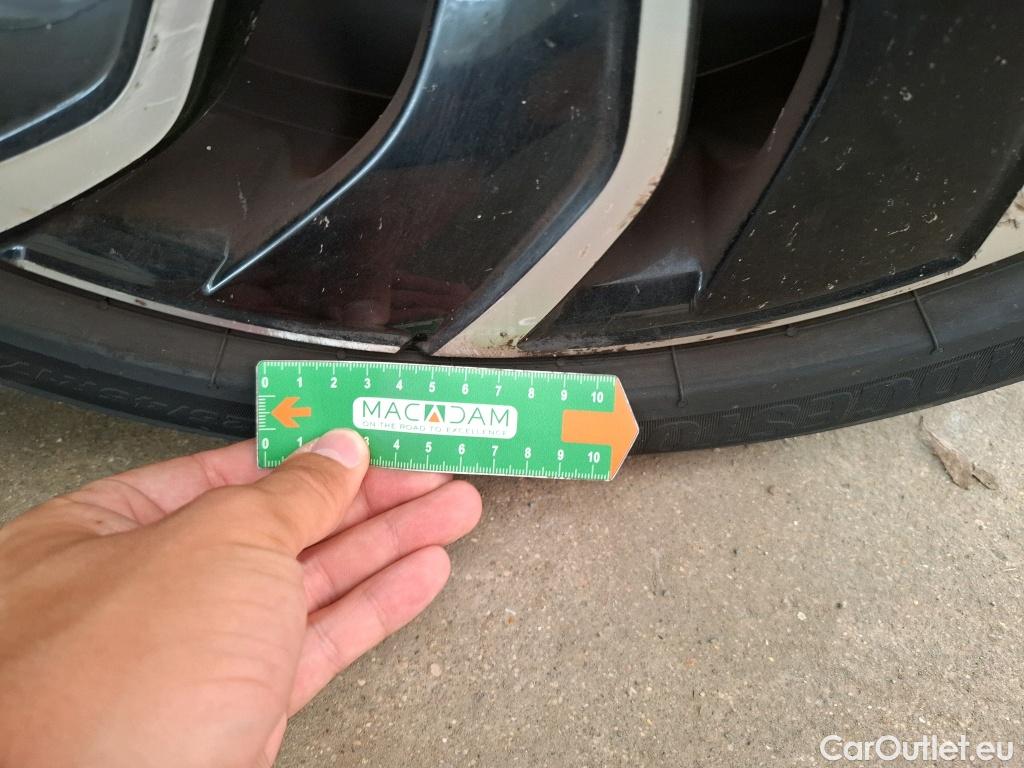 0 1 2 3 4 5 6 7 8 9 10
MACADAM
ON THE ROAD TO EXCELLENCE
0 1 3 4 5 6 7 8 9 10
CarOutlet.eu